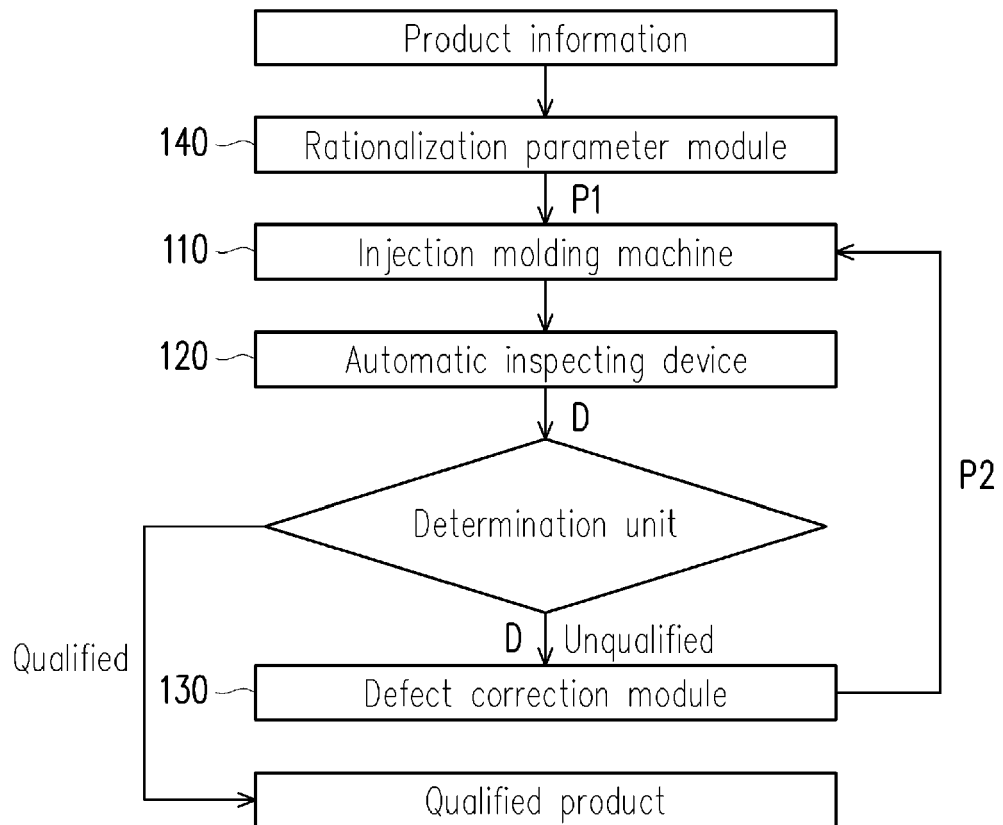 Product information
140
Rationalization parameter module
P1
110
Injection molding machine
120
Automatic inspecting device
D
P2
Determination unit
Qualified
D
Unqualified
130
Defect correction module
Qualified product